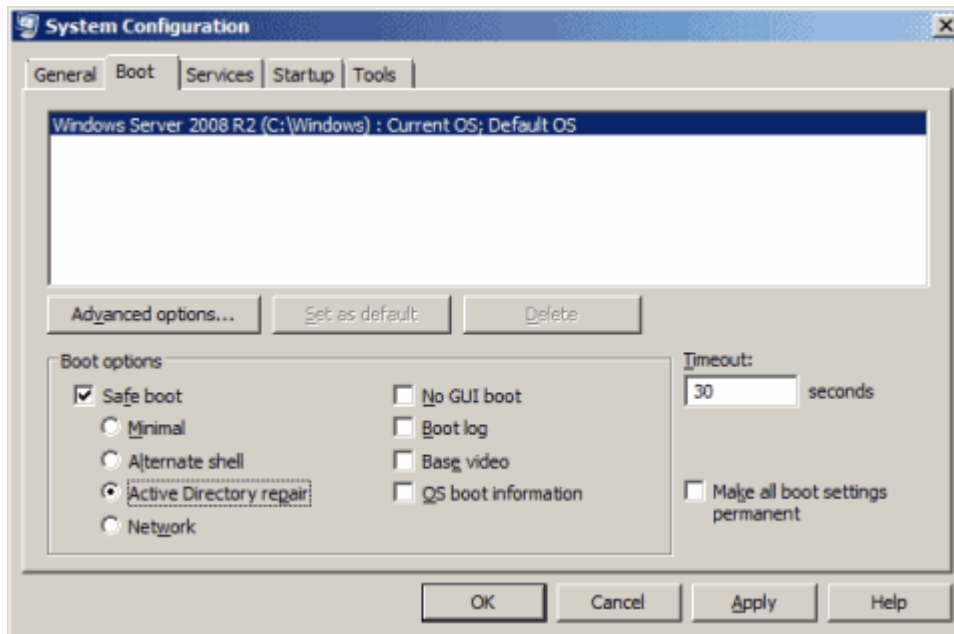 System Configuration
General Boot Services Startup Tools
Windows Server 2008 R2 (C:\Windows) : Current OS; Default OS
Advanced options... Set as default Delete
Boot options
Safe boot
Minimal
Alternate shell
Active Directory repair
Network
No GUI boot
Boot log
Base video
OS boot information
Timeout:
30 seconds
Make all boot settings
permanent
OK Cancel Apply Help